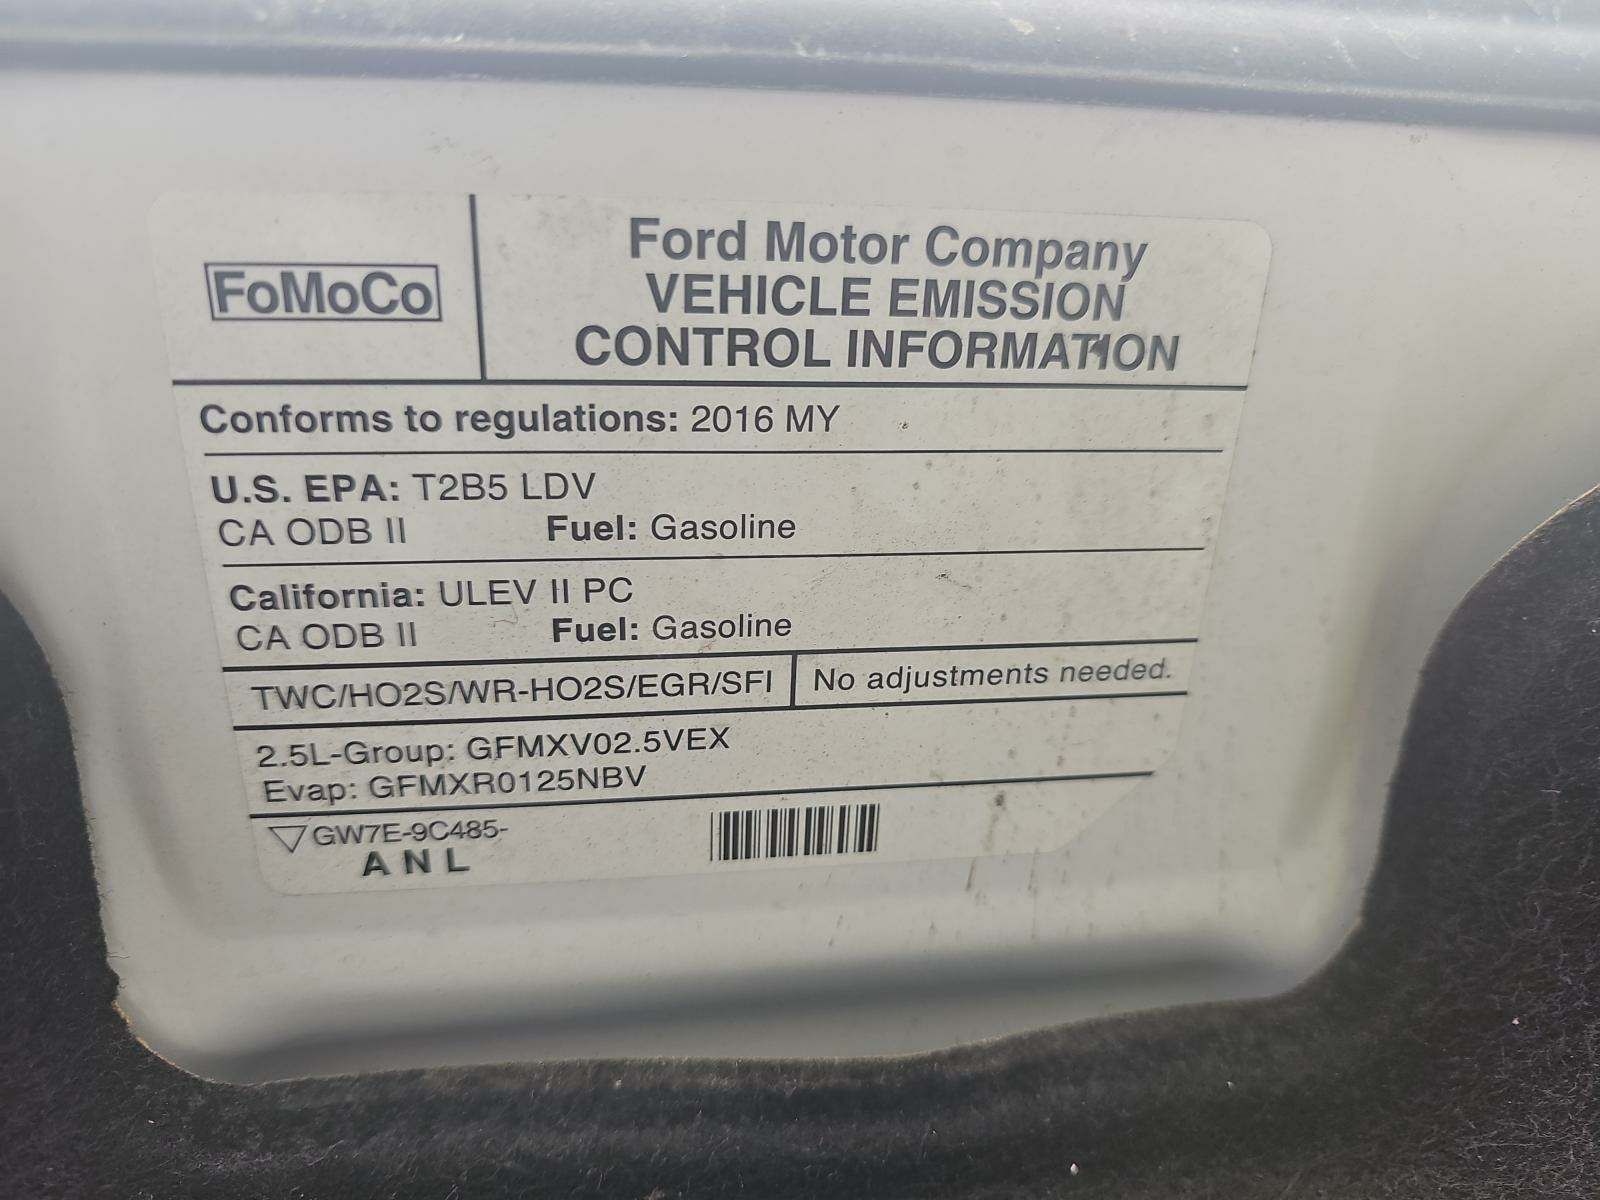 FoMoCo
Ford Motor Company
VEHICLE EMISSION
CONTROL INFORMATION
Conforms to regulations: 2016 MY
U.S. EPA: T2B5 LDV
CA ODB II Fuel: Gasoline
California: ULEV II PC
CA ODB II Fuel: Gasoline
TWC/HO2S/WR-HO2S/EGR/SFI No adjustments needed.
2.5L-Group: GFMXV02.5VEX
Evap: GFMXR0125NBV
GW7E-9C485-
A N L